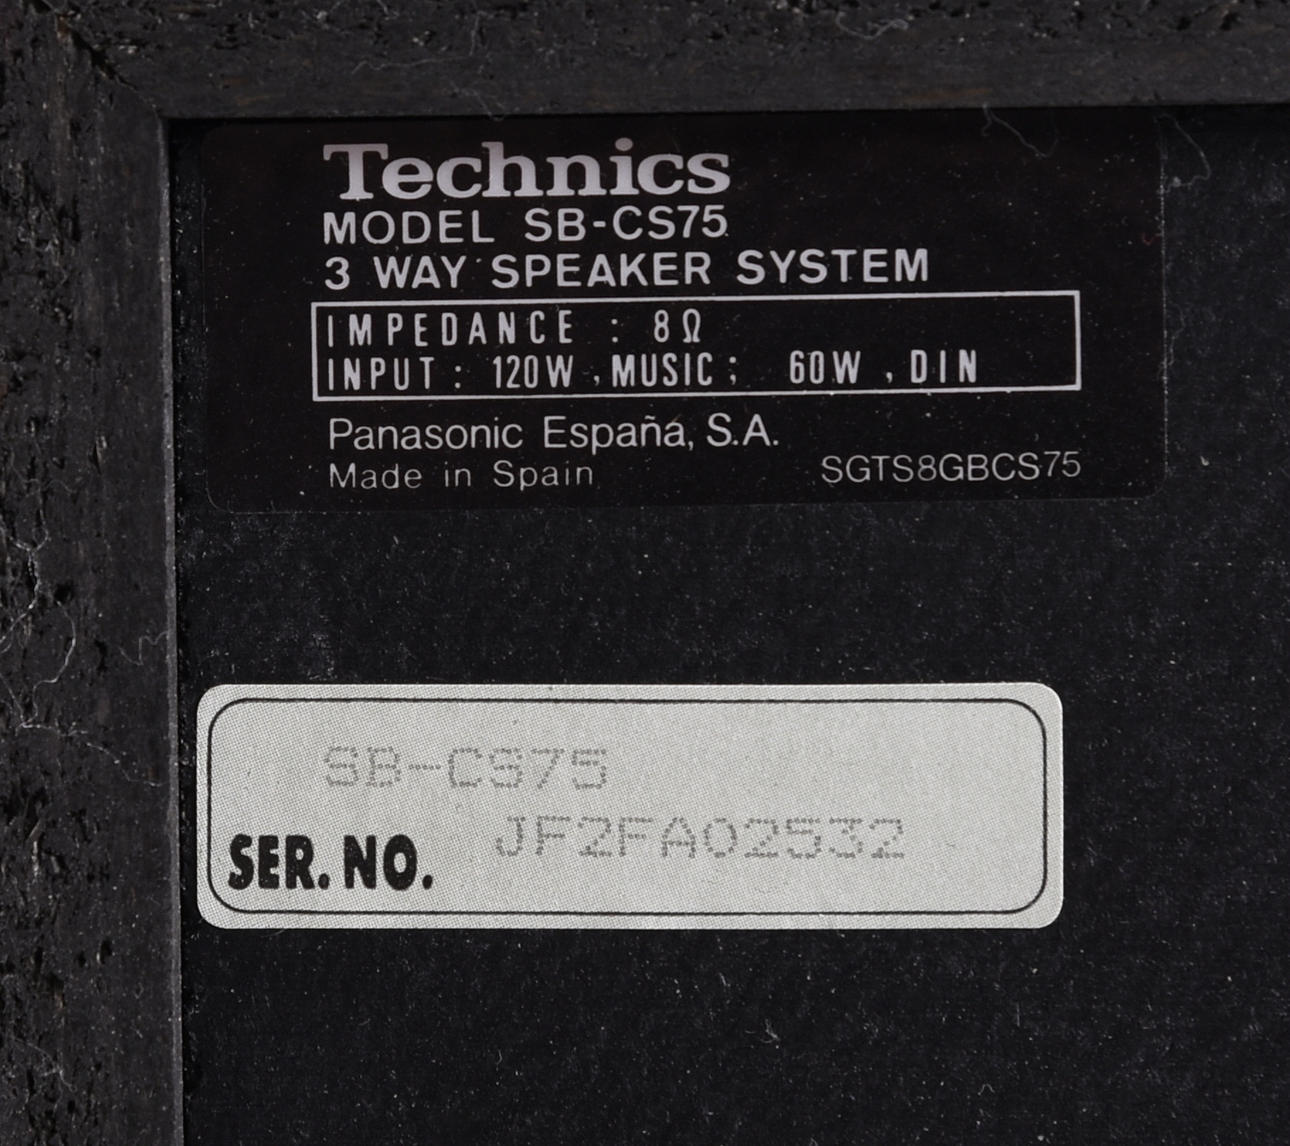 Technics
MODEL SB-CS75
3 WAY SPEAKER SYSTEM
IMPEDANCE : 8Ω
INPUT : 120W , MUSIC ; 60W , DIN
Panasonic España, S.A.
Made in Spain SGTS8GBCS75
SB-CS75
SER. NO. JF2FA02532